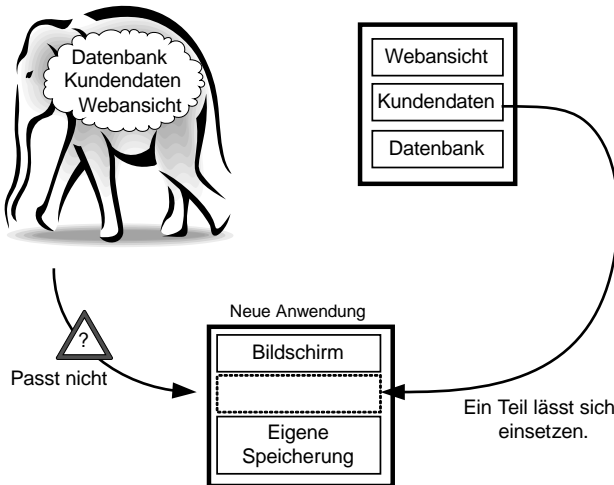 Datenbank
Kundendaten
Webansicht
Webansicht
Kundendaten
Datenbank
?
Passt nicht
Neue Anwendung
Bildschirm
Eigene
Speicherung
Ein Teil lässt sich
einsetzen.